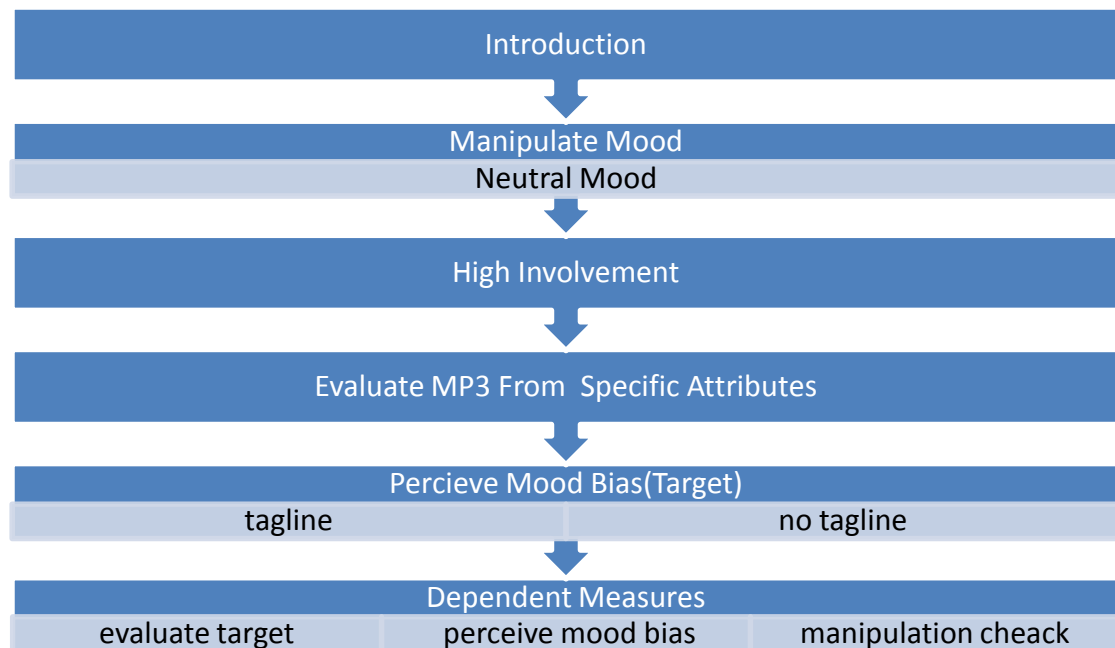 Introduction
Manipulate Mood
Neutral Mood
High Involvement
Evaluate MP3 From  Specific Attributes
Percieve Mood Bias(Target)
tagline
no tagline
Dependent Measures
evaluate target
perceive mood bias
manipulation cheack